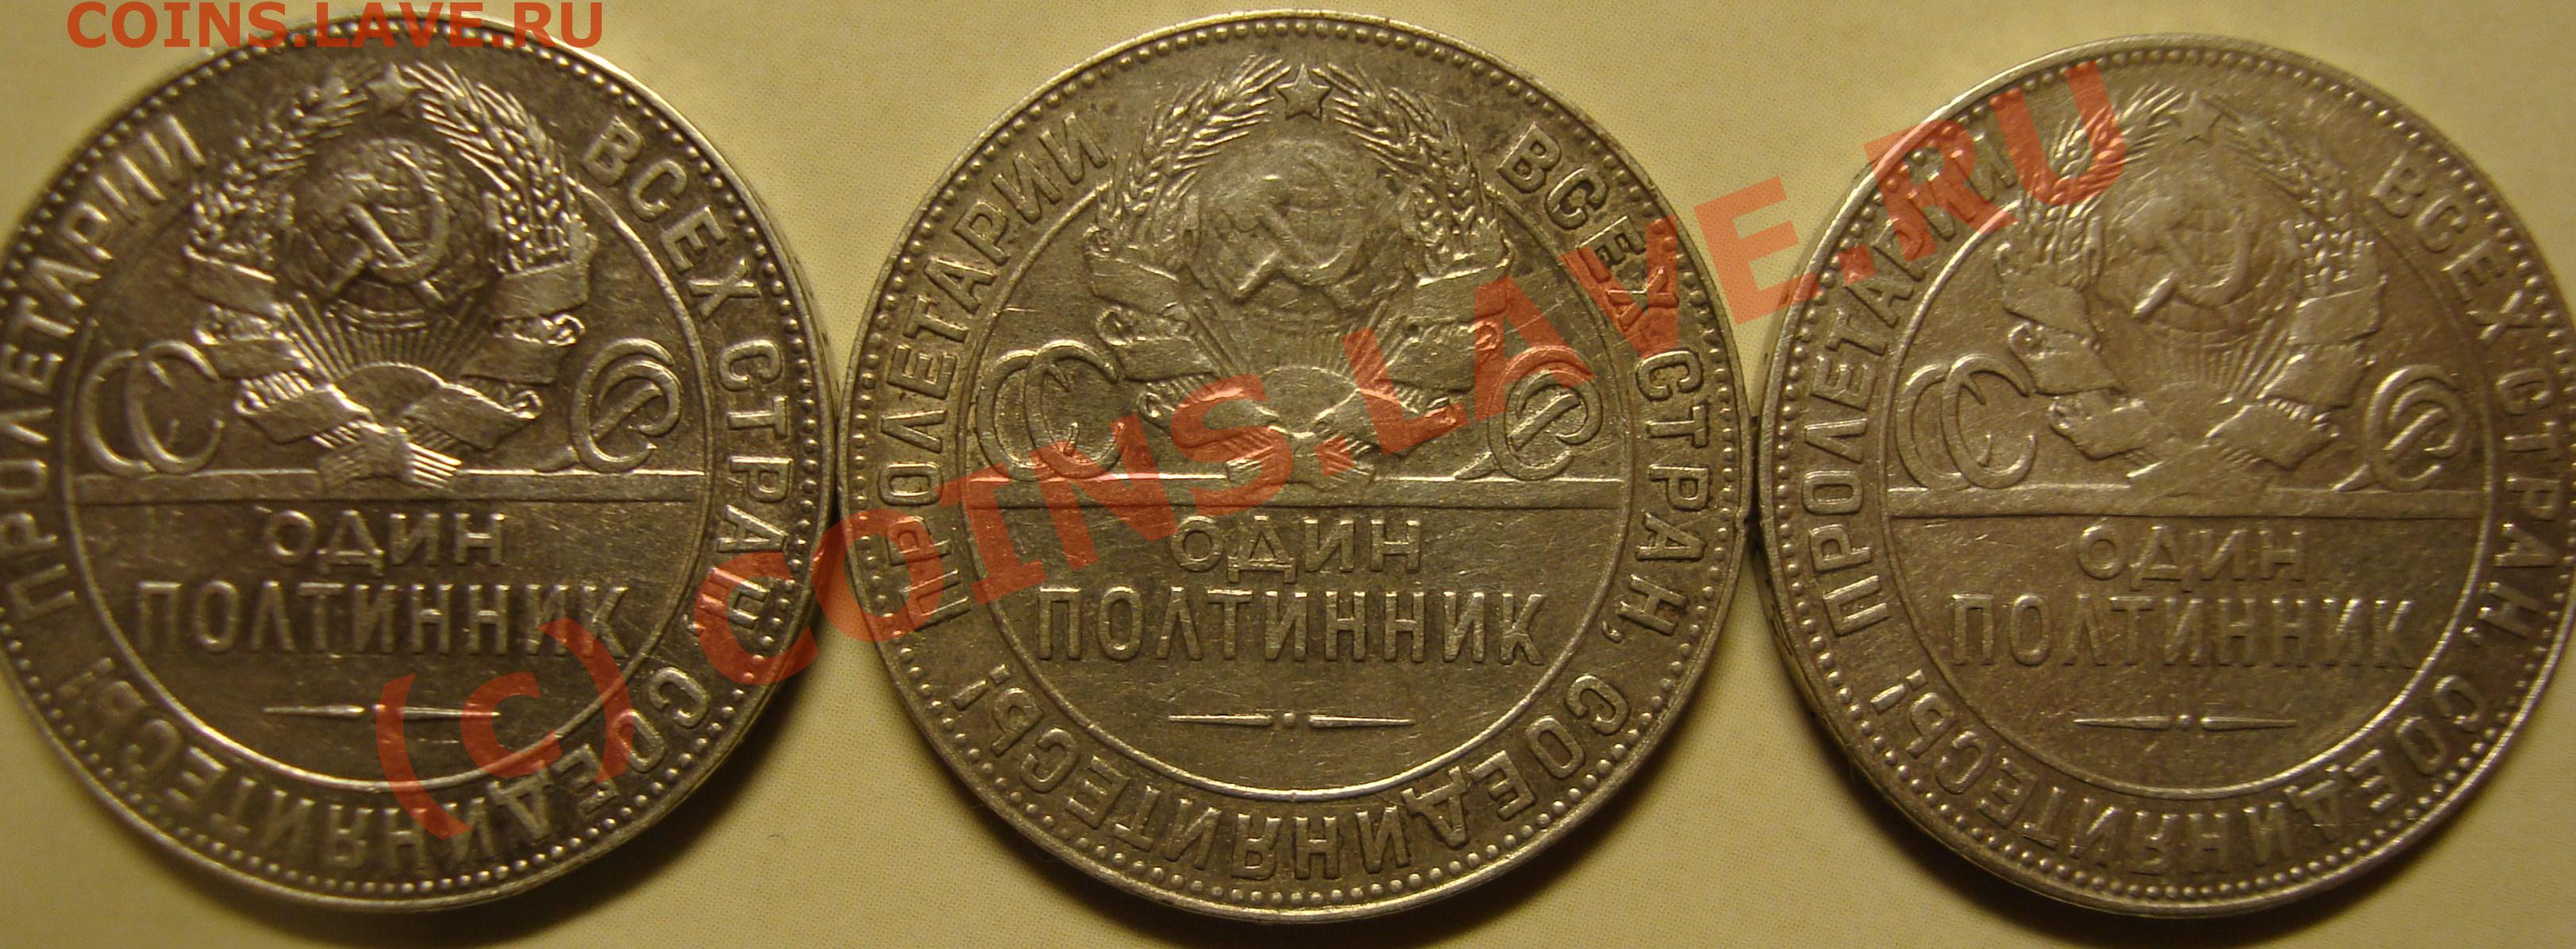 COINS.LAVE.RU
ПРОЛЕТАРИИ ВСЕХ СТРАН, СОЕДИНЯЙТЕСЬ!
СССР
ОДИН
ПОЛТИННИК
ПРОЛЕТАРИИ ВСЕХ СТРАН, СОЕДИНЯЙТЕСЬ!
СССР
ОДИН
ПОЛТИННИК
ПРОЛЕТАРИИ ВСЕХ СТРАН, СОЕДИНЯЙТЕСЬ!
СССР
ОДИН
ПОЛТИННИК
(c) COINS.LAVE.RU